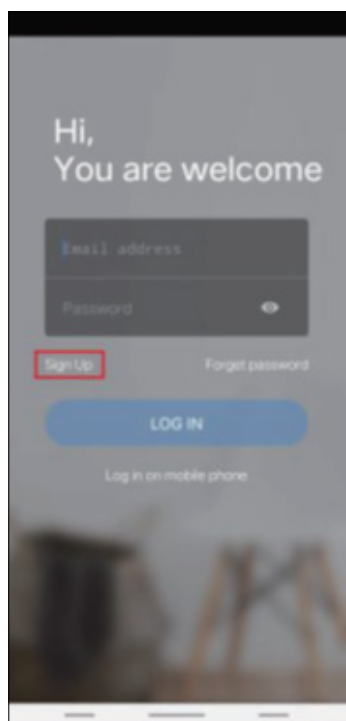 Hi,
You are welcome
Email address
Password
Sign Up Forget password
LOG IN
Log in on mobile phone